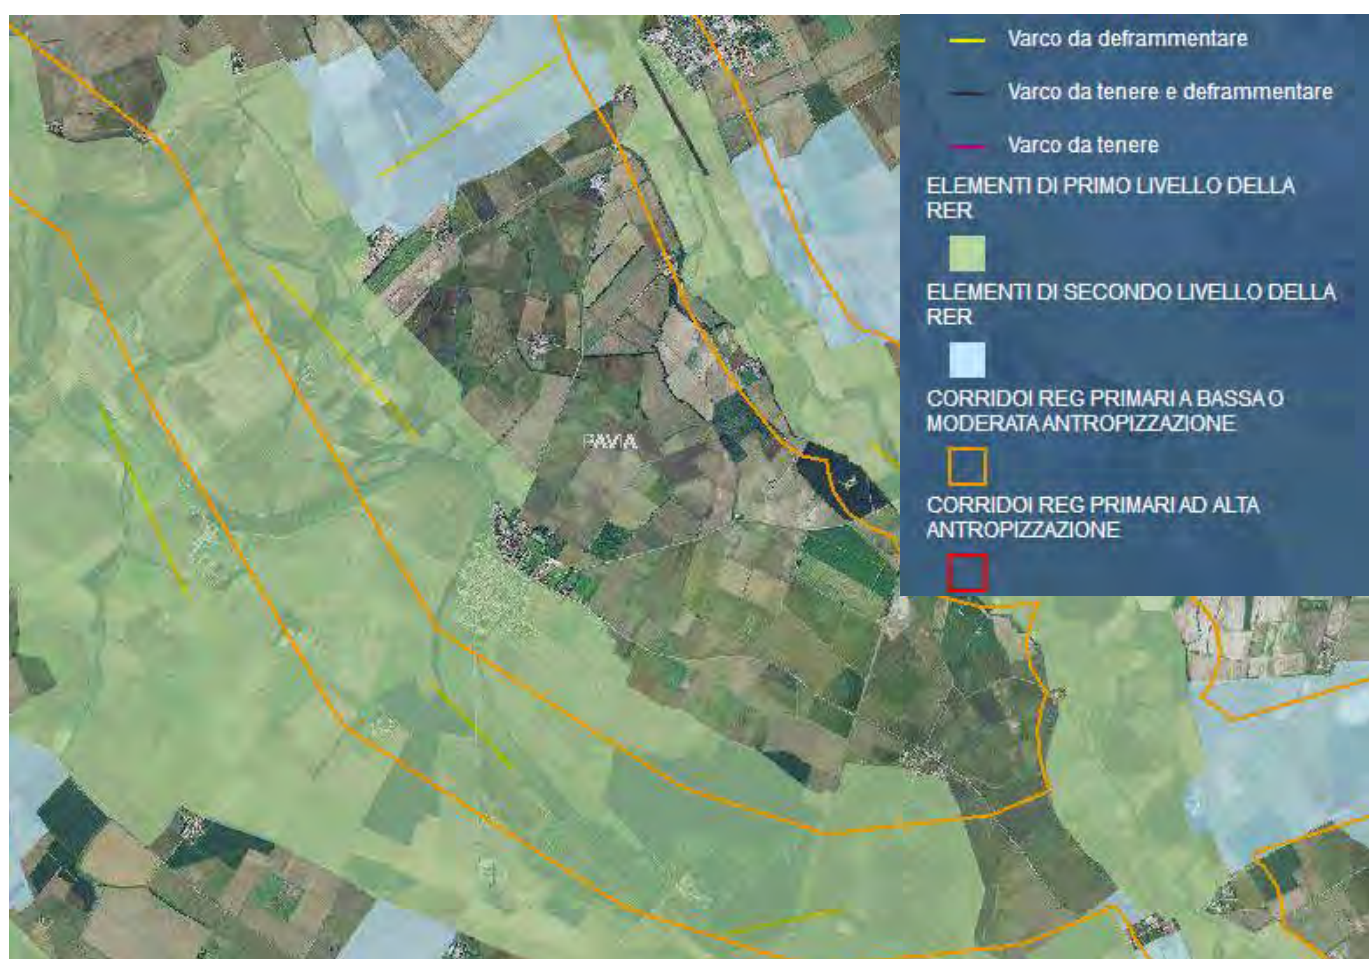 Varco da deframmentare
Varco da tenere e deframmentare
Varco da tenere
ELEMENTI DI PRIMO LIVELLO DELLA
RER
ELEMENTI DI SECONDO LIVELLO DELLA
RER
CORRIDOI REG PRIMARI A BASSA O
MODERATA ANTROPIZZAZIONE
CORRIDOI REG PRIMARI AD ALTA
ANTROPIZZAZIONE
PAVIA